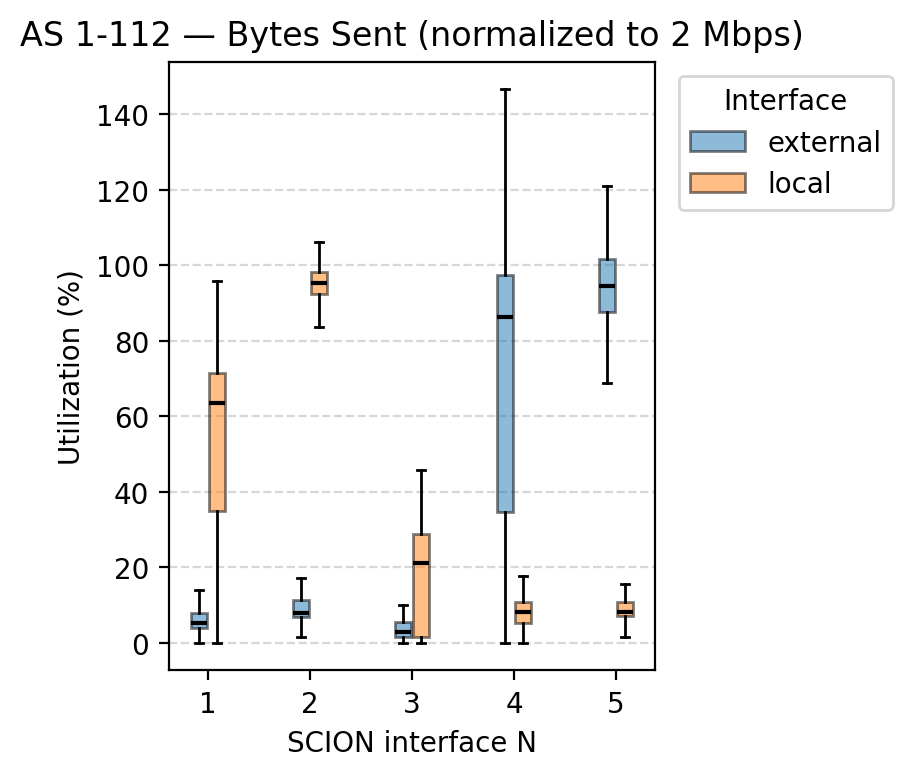 AS 1-112 — Bytes Sent (normalized to 2 Mbps)
Interface
external
local
Utilization (%)
140
120
100
80
60
40
20
0
1 2 3 4 5
SCION interface N